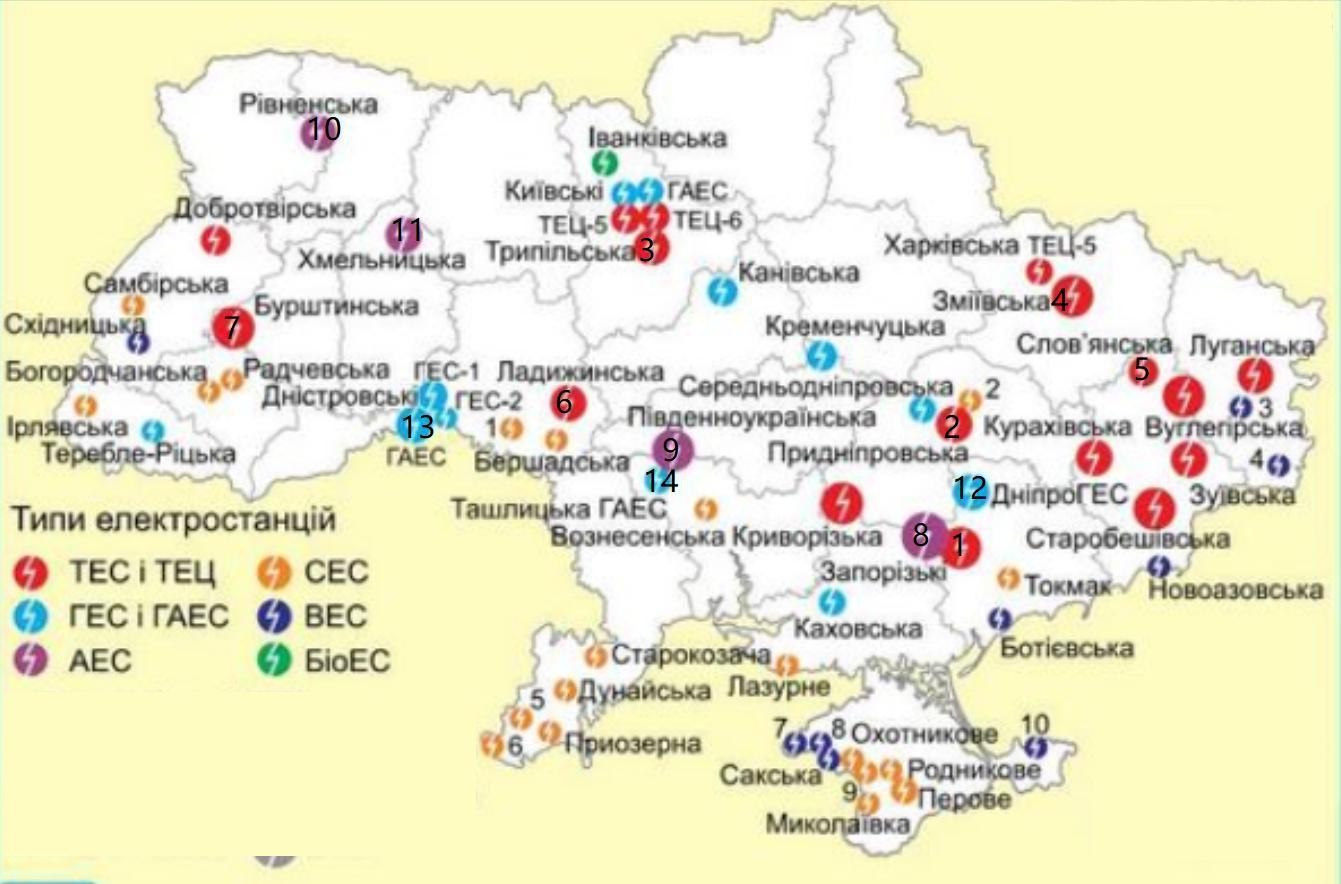 Рівненська
10
Іванківська
Київські ГАЕС
Добротвірська
ТЕЦ-5 ТЕЦ-6
11
Трипільська 3
Хмельницька
Харківська ТЕЦ-5
Канівська
Самбірська
Зміївська 4
Бурштинська
7
Східницька
Кременчуцька
Слов'янська
5
Луганська
Богородчанська
Радчевська
ГЕС-1
Ладижинська
6
Середньодніпровська
2
Дністровські
ГЕС-2
3
Ірлявська
13
1
Південноукраїнська
2
Курахівська
Вуглегірська
Теребле-Ріцька
ГАЕС
Бершадська
9
Придніпровська
4
14
12
ДніпроГЕС
Зуївська
Ташлицька ГАЕС
Вознесенська
Криворізька
8
1
Старобешівська
Запорізькі
Токмак
Новоазовська
Каховська
Ботієвська
Типи електростанцій
ТЕС і ТЕЦ
СЕС
ГЕС і ГАЕС
ВЕС
АЕС
БіоЕС
Старокозача
Лазурне
Дунайська
5
6
Приозерна
7
8
Охотникове
10
Сакська
Родникове
9
Перове
Миколаївка